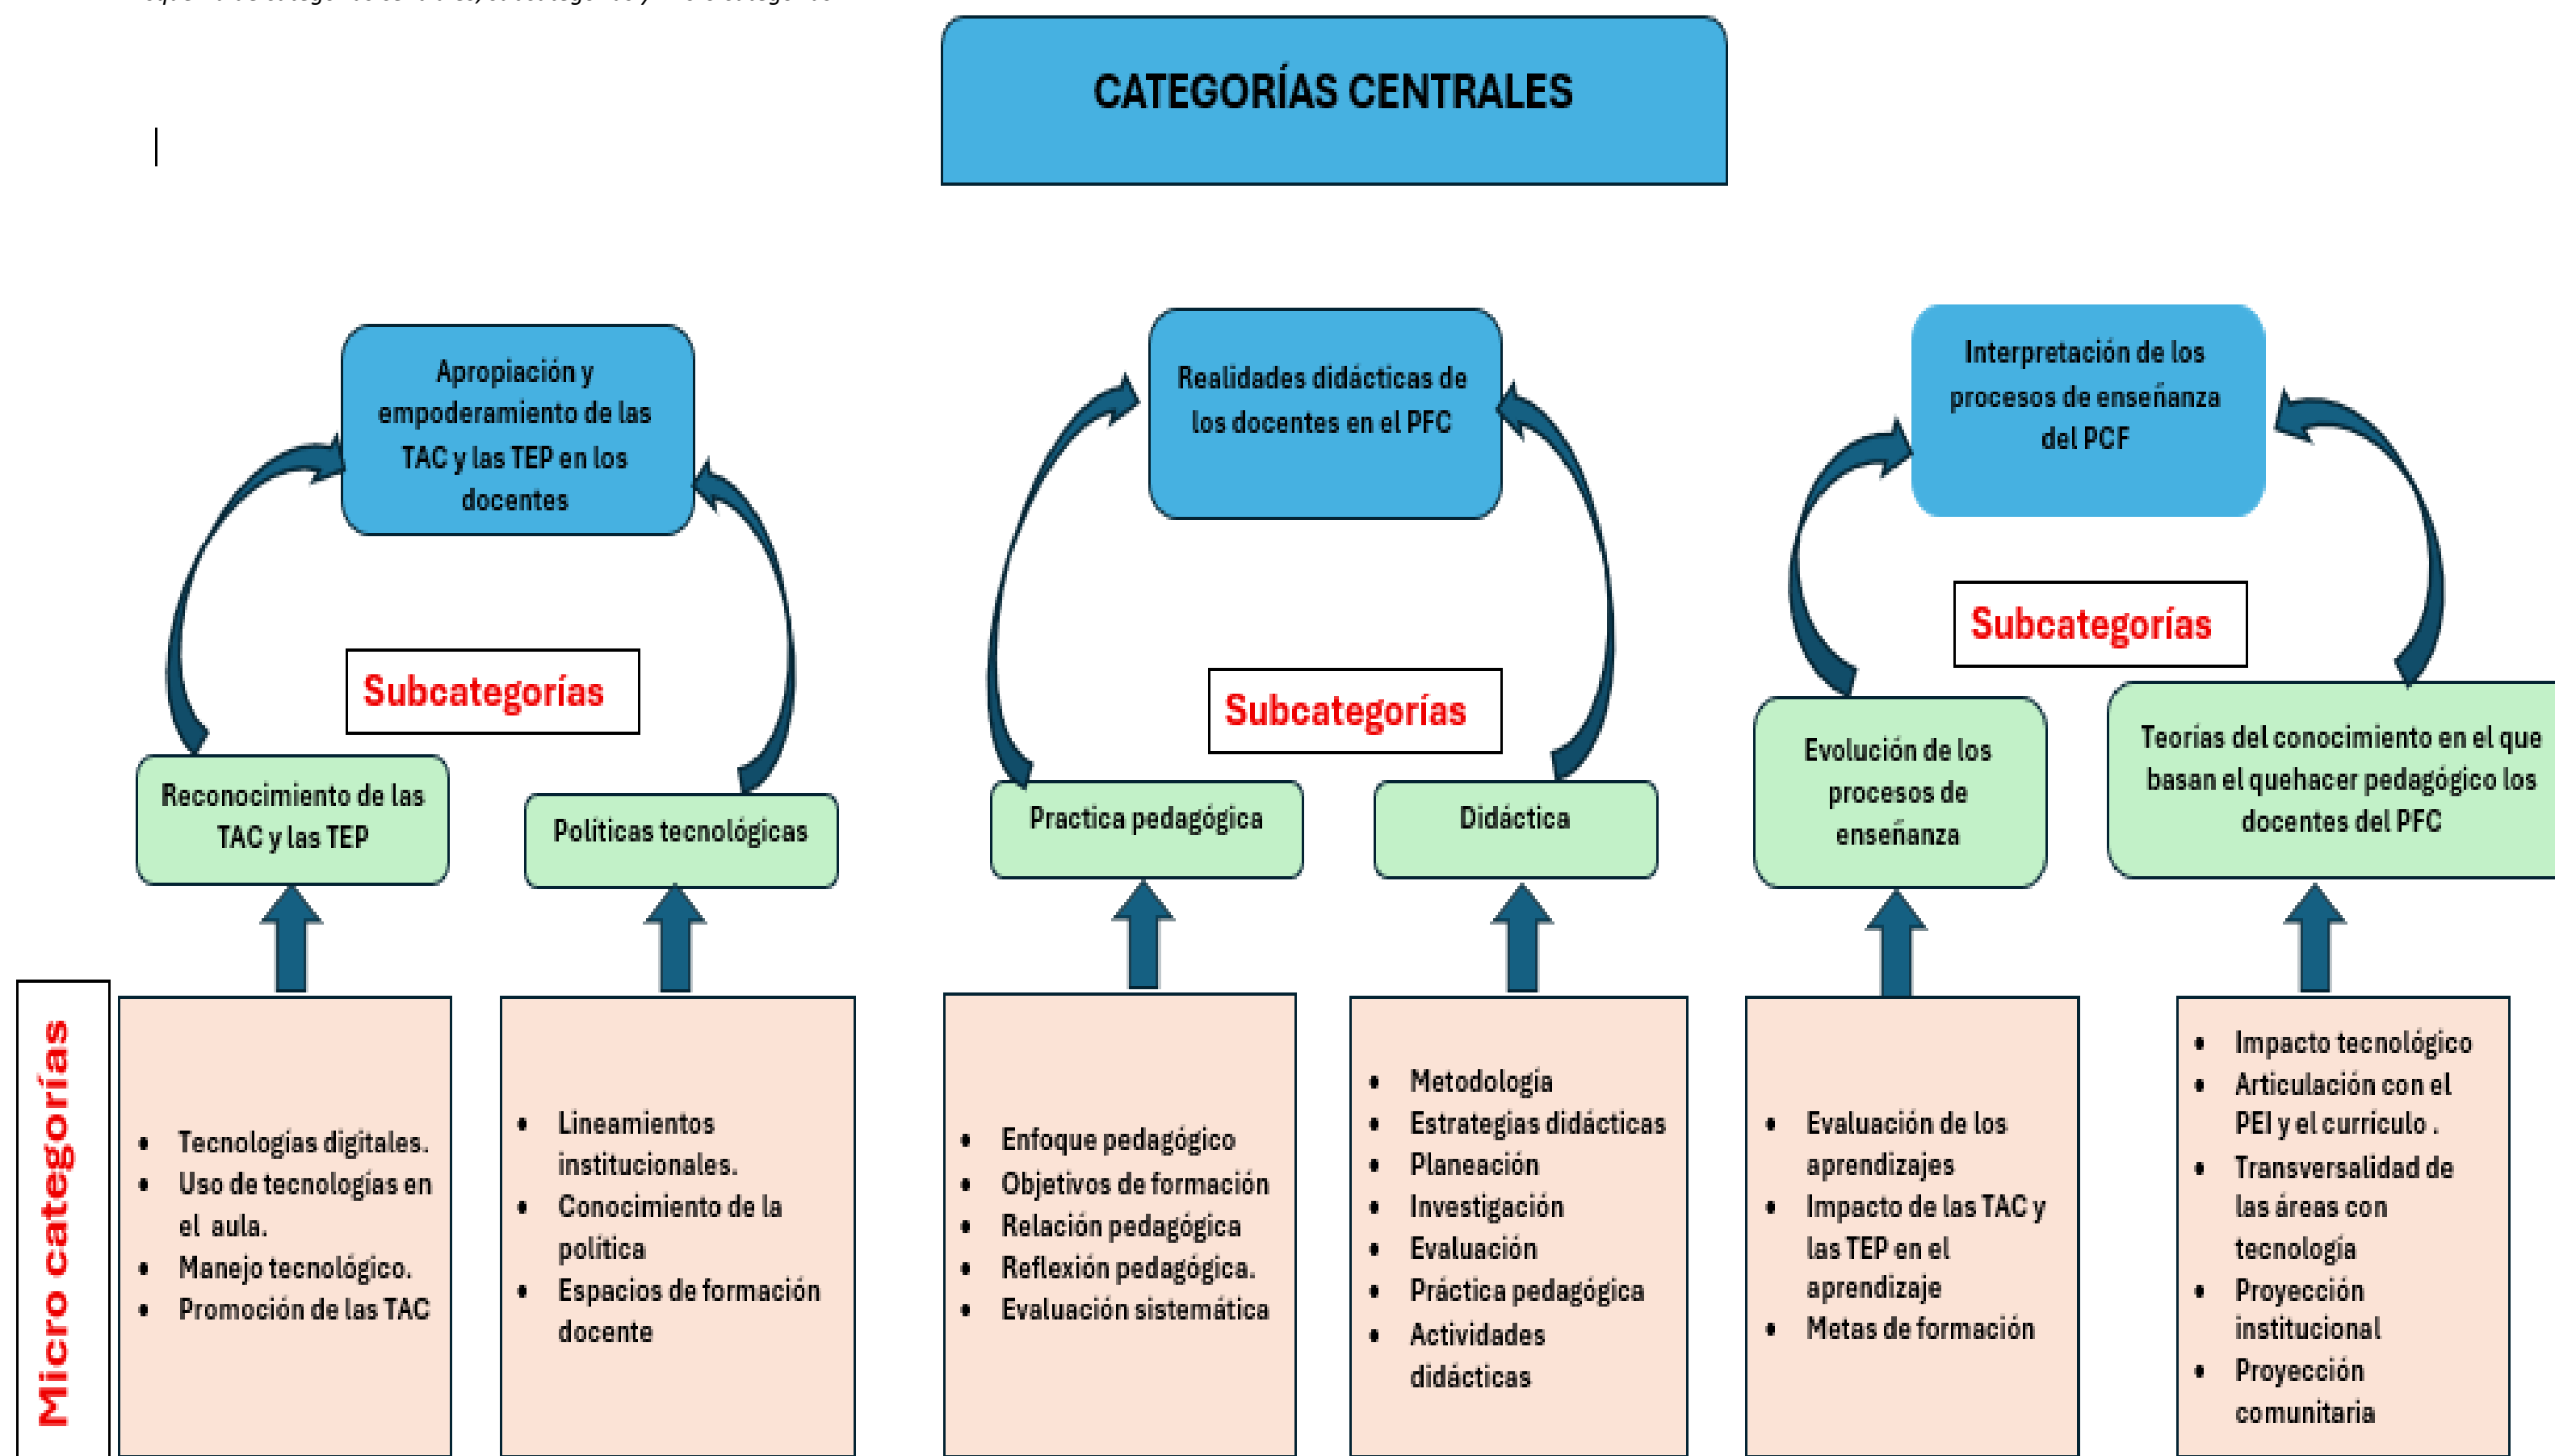 CATEGORÍAS CENTRALES
Apropiación y
empoderamiento de las
TAC y las TEP en los
docentes
Realidades didácticas de
los docentes en el PFC
Interpretación de los
procesos de enseñanza
del PCF
Subcategorías
Subcategorías
Subcategorías
Reconocimiento de las
TAC y las TEP
Políticas tecnológicas
Practica pedagógica
Didáctica
Evolución de los
procesos de
enseñanza
Teorías del conocimiento en el que
basan el quehacer pedagógico los
docentes del PFC
Micro categorías
• Tecnologías digitales.
• Uso de tecnologías en
el aula.
• Manejo tecnológico.
• Promoción de las TAC
• Lineamientos
institucionales.
• Conocimiento de la
política
• Espacios de formación
docente
• Enfoque pedagógico
• Objetivos de formación
• Relación pedagógica
• Reflexión pedagógica.
• Evaluación sistemática
• Metodología
• Estrategias didácticas
• Planeación
• Investigación
• Evaluación
• Práctica pedagógica
• Actividades
didácticas
• Evaluación de los
aprendizajes
• Impacto de las TAC y
las TEP en el
aprendizaje
• Metas de formación
• Impacto tecnológico
• Articulación con el
PEI y el currículo .
• Transversalidad de
las áreas con
tecnología
• Proyección
institucional
• Proyección
comunitaria